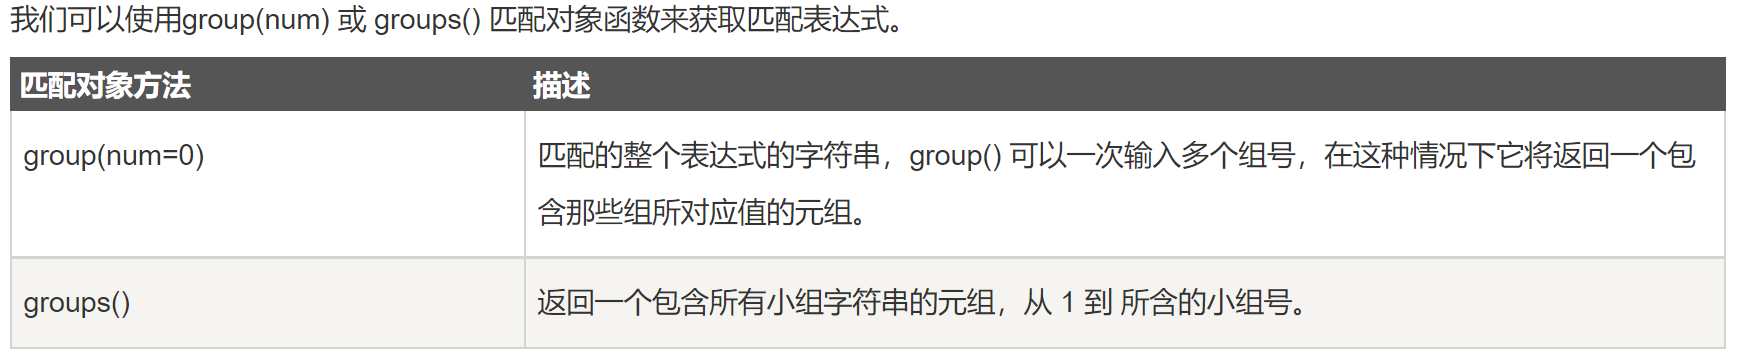 我们可以使用group(num) 或 groups() 匹配对象函数来获取匹配表达式。
匹配对象方法 描述
group(num=0) 匹配的整个表达式的字符串，group() 可以一次输入多个组号，在这种情况下它将返回一个包
含那些组所对应值的元组。
groups() 返回一个包含所有小组字符串的元组，从 1 到 所含的小组号。